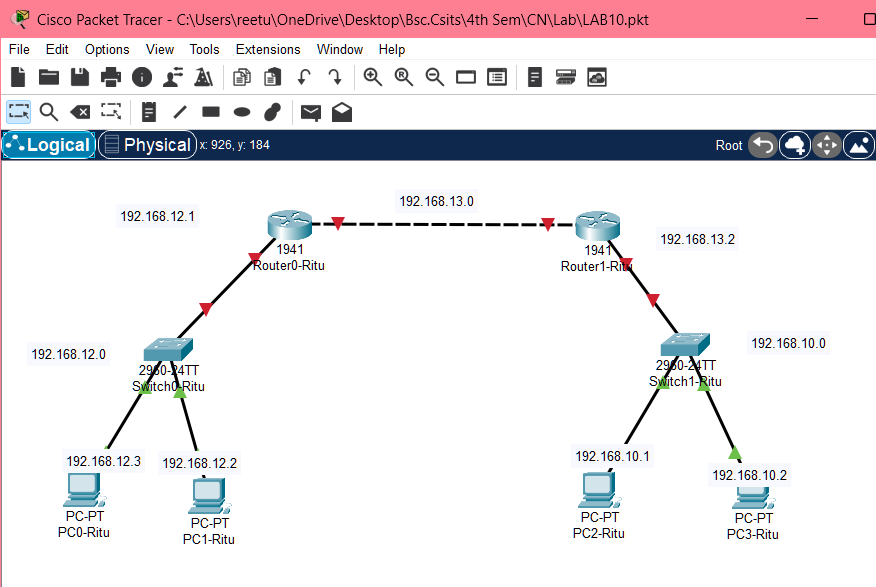 Cisco Packet Tracer - C:\Users\reetu\OneDrive\Desktop\Bsc.Csits\4th Sem\CN\Lab\LAB10.pkt
File Edit Options View Tools Extensions Window Help
Logical Physical x: 926, y: 184 Root
192.168.13.0
192.168.12.1
192.168.13.2
1941
Router0-Ritu
1941
Router1-Ritu
192.168.12.0
192.168.10.0
2960-24TT
Switch0-Ritu
2960-24TT
Switch1-Ritu
192.168.12.3
192.168.12.2
192.168.10.1
192.168.10.2
PC-PT
PC0-Ritu
PC-PT
PC1-Ritu
PC-PT
PC2-Ritu
PC-PT
PC3-Ritu